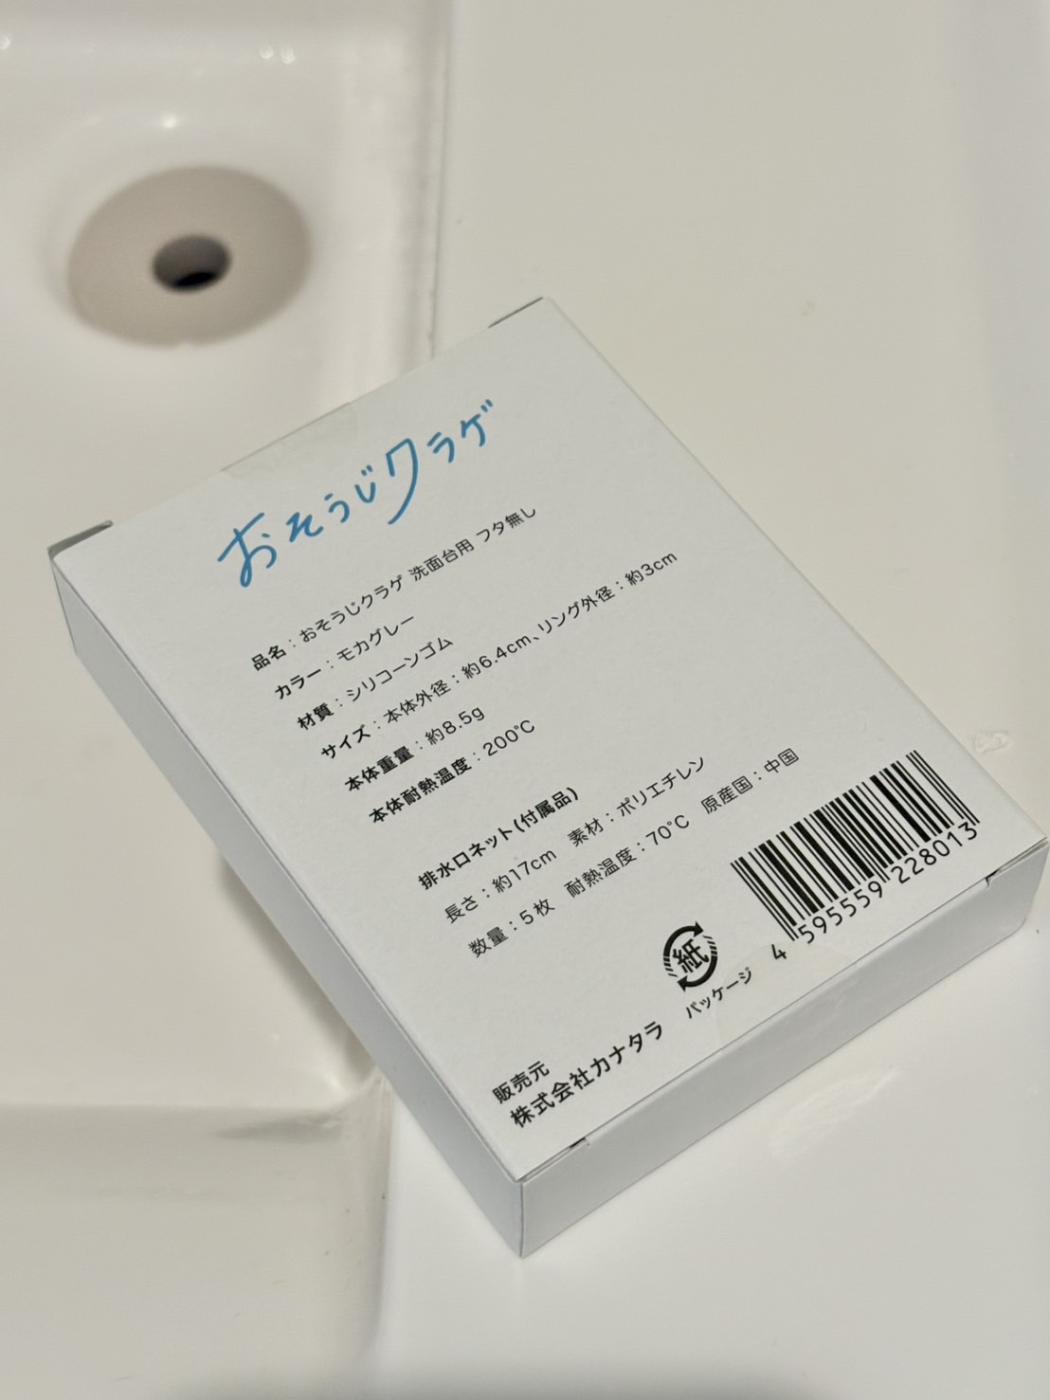 おそうじクラゲ
品名：おそうじクラゲ 洗面台用 フタ無し
カラー：モカグレー
材質：シリコーンゴム
サイズ：本体外径：約6.4cm、リング外径：約3cm
本体重量：約8.5g
本体耐熱温度：200℃
排水口ネット(付属品)
長さ：約17cm　素材：ポリエチレン
数量：5枚　耐熱温度：70℃　原産国：中国
4 595559 228013
紙
パッケージ
販売元
株式会社カナタラ